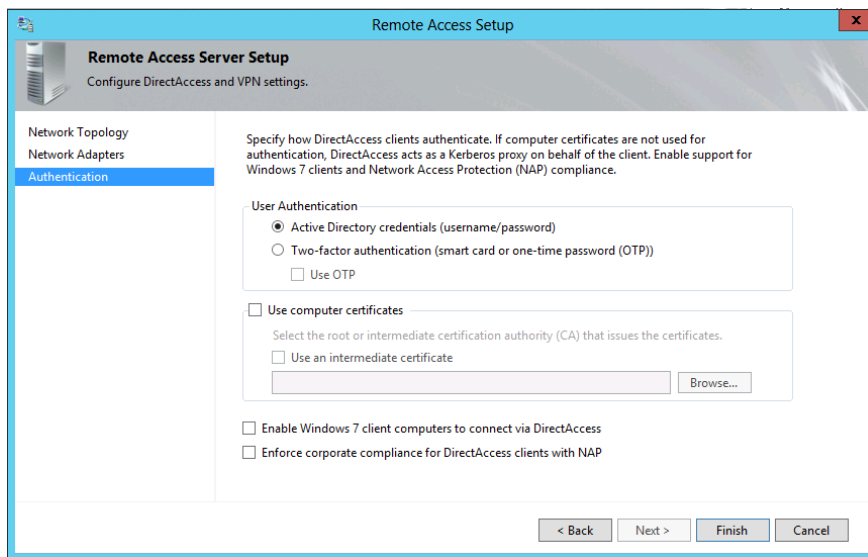 Remote Access Setup
x
Remote Access Server Setup
Configure DirectAccess and VPN settings.
Network Topology
Network Adapters
Authentication
Specify how DirectAccess clients authenticate. If computer certificates are not used for
authentication, DirectAccess acts as a Kerberos proxy on behalf of the client. Enable support for
Windows 7 clients and Network Access Protection (NAP) compliance.
User Authentication
Active Directory credentials (username/password)
Two-factor authentication (smart card or one-time password (OTP))
Use OTP
Use computer certificates
Select the root or intermediate certification authority (CA) that issues the certificates.
Use an intermediate certificate
Browse...
Enable Windows 7 client computers to connect via DirectAccess
Enforce corporate compliance for DirectAccess clients with NAP
< Back Next > Finish Cancel